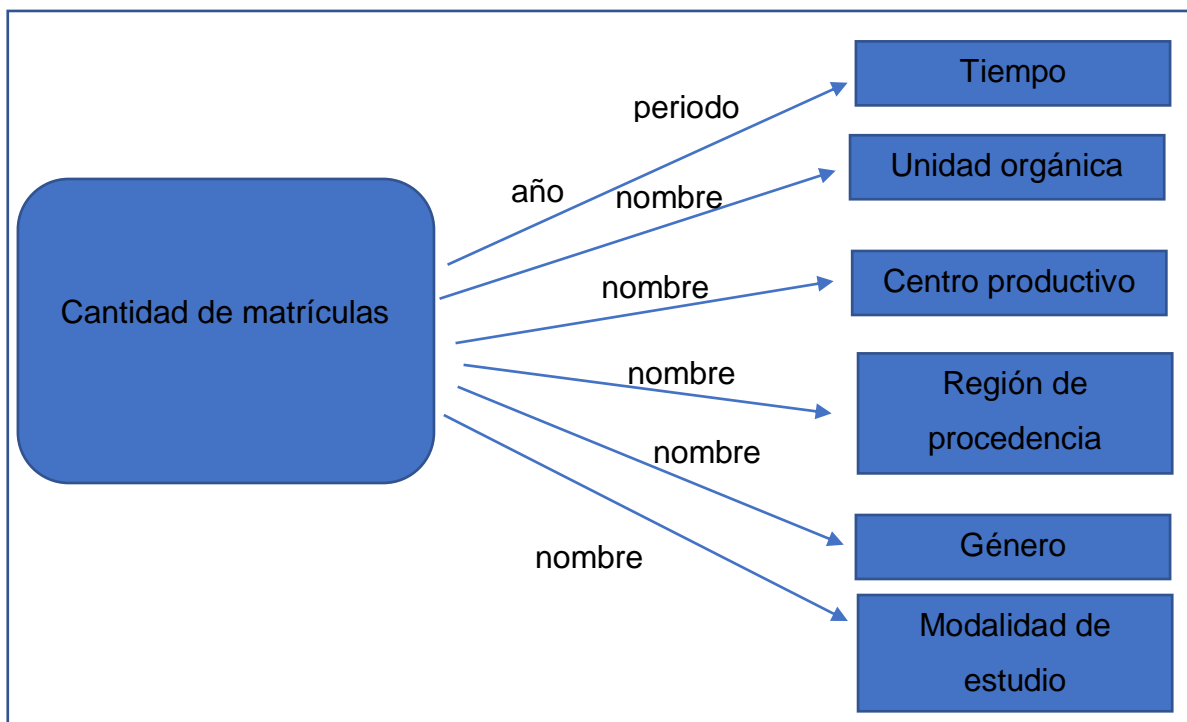 Tiempo
periodo
Unidad orgánica
año
nombre
Centro productivo
nombre
Cantidad de matrículas
nombre
Región de
procedencia
nombre
Género
nombre
Modalidad de
estudio